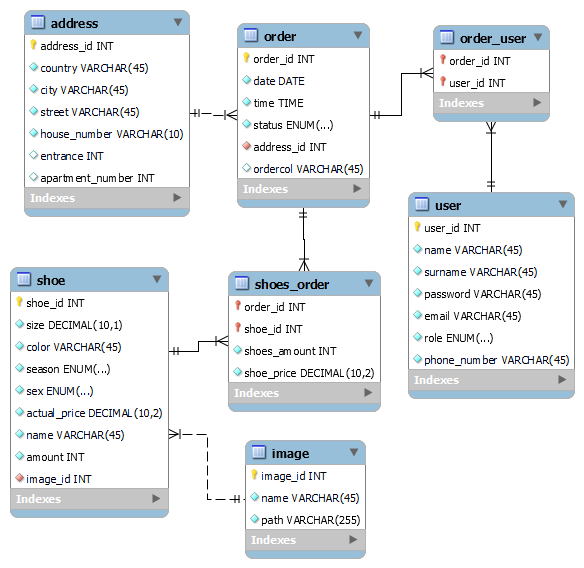 address
address_id INT
country VARCHAR(45)
city VARCHAR(45)
street VARCHAR(45)
house_number VARCHAR(10)
entrance INT
apartment_number INT
Indexes
order
order_id INT
date DATE
time TIME
status ENUM(...)
address_id INT
ordercol VARCHAR(45)
Indexes
order_user
order_id INT
user_id INT
Indexes
user
user_id INT
name VARCHAR(45)
surname VARCHAR(45)
password VARCHAR(45)
email VARCHAR(45)
role ENUM(...)
phone_number VARCHAR(45)
Indexes
shoe
shoe_id INT
size DECIMAL(10,1)
color VARCHAR(45)
season ENUM(...)
sex ENUM(...)
actual_price DECIMAL(10,2)
name VARCHAR(45)
amount INT
image_id INT
Indexes
shoes_order
order_id INT
shoe_id INT
shoes_amount INT
shoe_price DECIMAL(10,2)
Indexes
image
image_id INT
name VARCHAR(45)
path VARCHAR(255)
Indexes